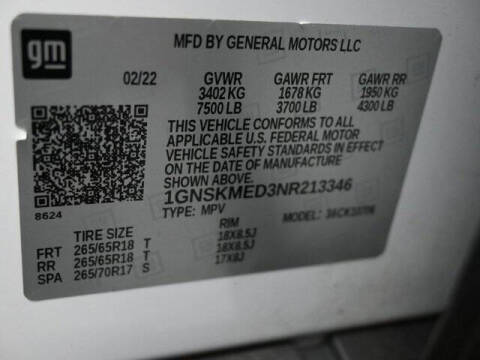 gm
MFD BY GENERAL MOTORS LLC
02/22 GVWR GAWR FRT GAWR RR
3402 KG 1678 KG 1950 KG
7500 LB 3700 LB 4300 LB
THIS VEHICLE CONFORMS TO ALL
APPLICABLE U.S. FEDERAL MOTOR
VEHICLE SAFETY STANDARDS IN EFFECT
ON THE DATE OF MANUFACTURE
SHOWN ABOVE.
1GNSKMED3NR213346
8624
TYPE: MPV MODEL:
TIRE SIZE RIM
FRT 265/65R18 T 18X8.5J
RR 265/65R18 T 18X8.5J
SPA 265/70R17 S 17X8J